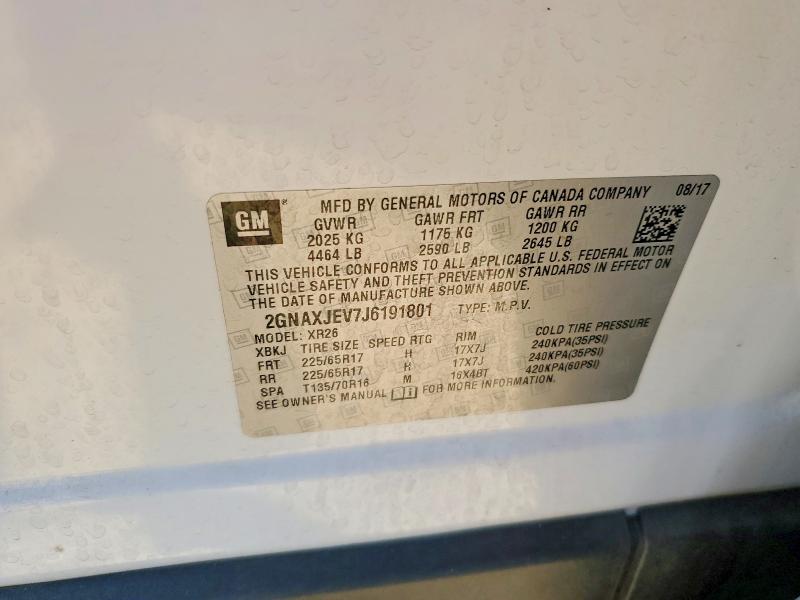 GM® MFD BY GENERAL MOTORS OF CANADA COMPANY 08/17
GVWR GAWR FRT GAWR RR
2025 KG 1175 KG 1200 KG
4464 LB 2590 LB 2645 LB
THIS VEHICLE CONFORMS TO ALL APPLICABLE U.S. FEDERAL MOTOR
VEHICLE SAFETY AND THEFT PREVENTION STANDARDS IN EFFECT ON
THE DATE OF MANUFACTURE SHOWN ABOVE.
2GNAXJEV7J6191801 TYPE: M.P.V.
MODEL: XR26
XBKJ TIRE SIZE SPEED RTG RIM COLD TIRE PRESSURE
FRT 225/65R17 H 17X7J 240KPA(35PSI)
RR 225/65R17 H 17X7J 240KPA(35PSI)
SPA T135/70R16 M 16X4BT 420KPA(60PSI)
SEE OWNER'S MANUAL FOR MORE INFORMATION.